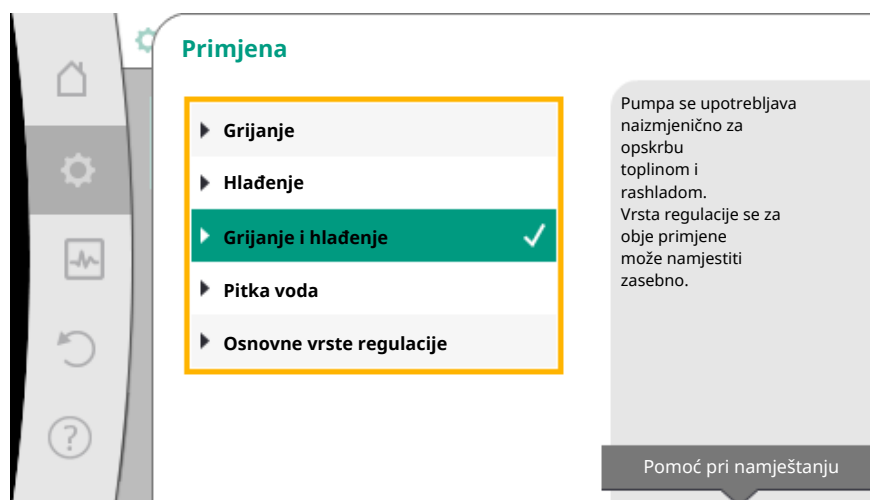 Primjena
Grijanje
Hlađenje
Grijanje i hlađenje
Pitka voda
Osnovne vrste regulacije
Pumpa se upotrebljava
naizmjenično za
opskrbu
toplinom i
rashladom.
Vrsta regulacije se za
obje primjene
može namjestiti
zasebno.
Pomoć pri namještanju
?